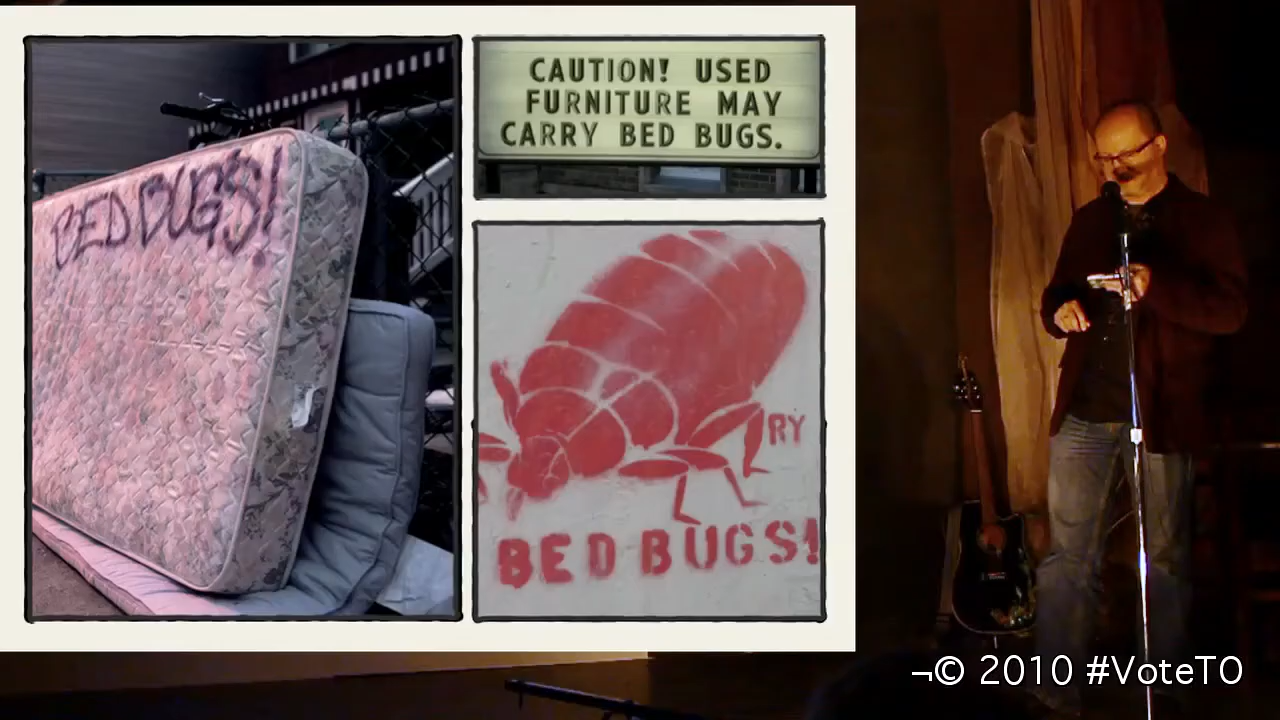 BED BUGS!
CAUTION! USED
FURNITURE MAY
CARRY BED BUGS.
RY
BED BUGS!
¬© 2010 #VoteTO